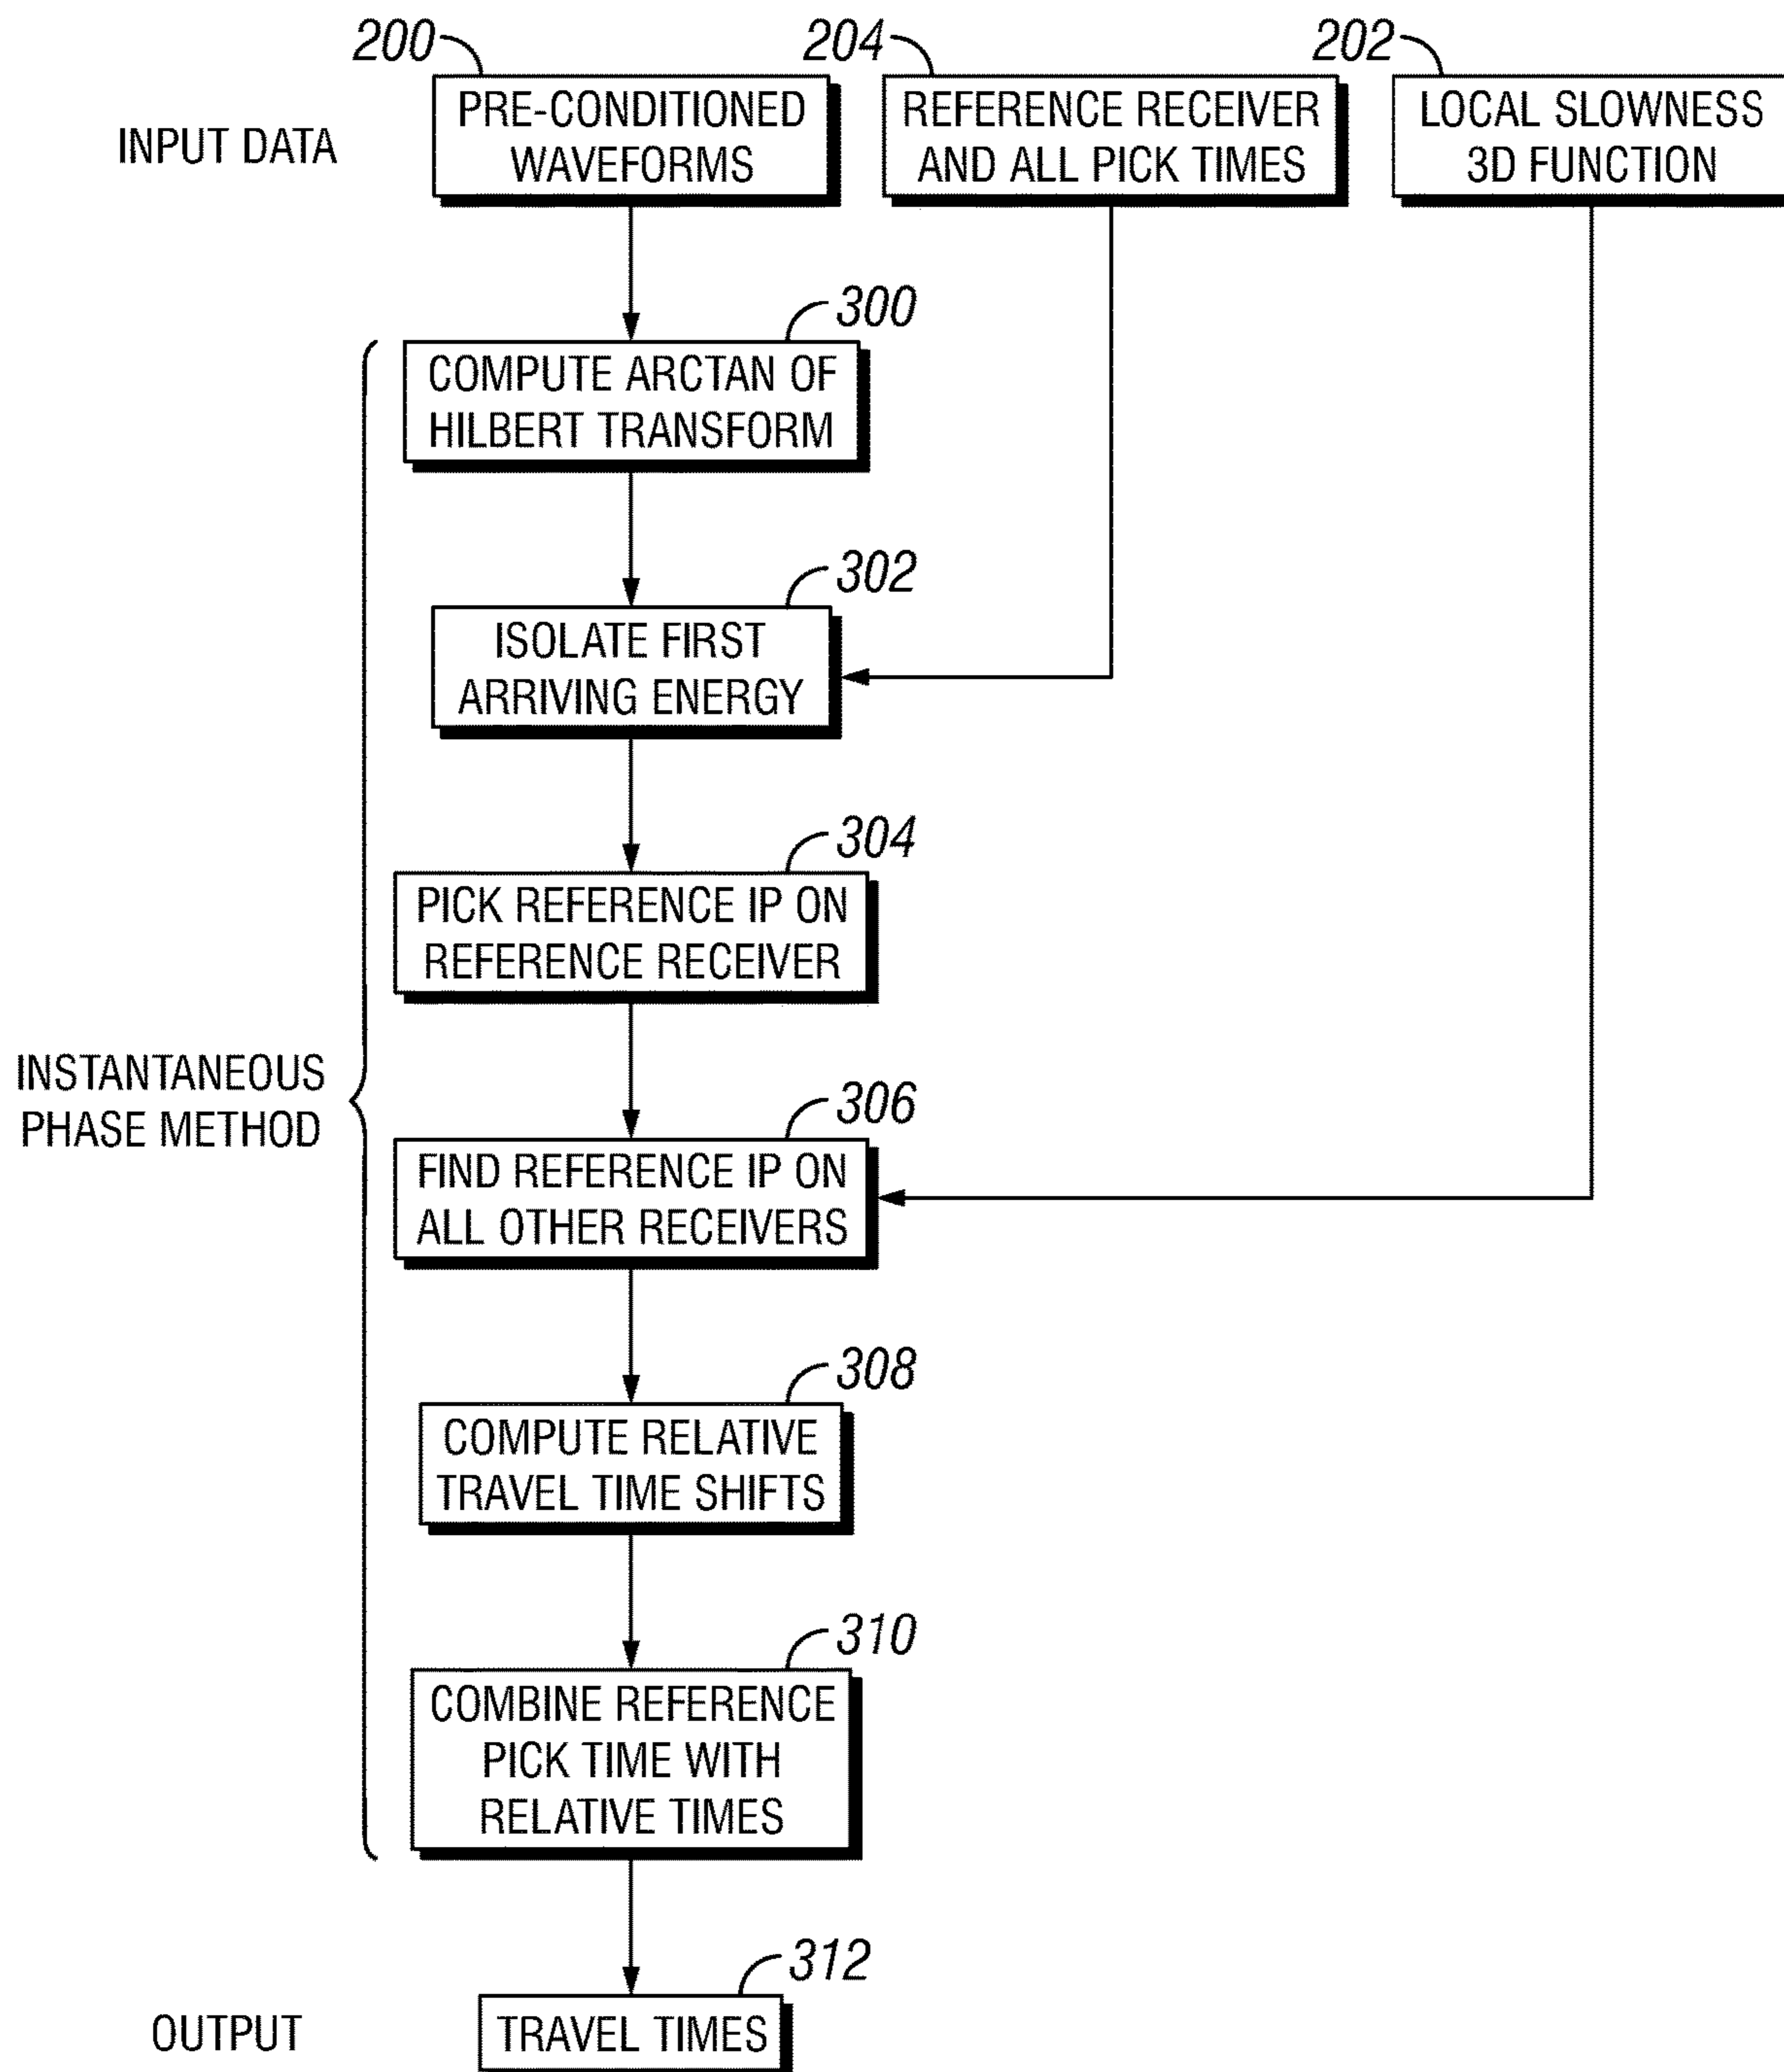 200
204
202
INPUT DATA
PRE-CONDITIONED
WAVEFORMS
REFERENCE RECEIVER
AND ALL PICK TIMES
LOCAL SLOWNESS
3D FUNCTION
300
COMPUTE ARCTAN OF
HILBERT TRANSFORM
302
ISOLATE FIRST
ARRIVING ENERGY
304
PICK REFERENCE IP ON
REFERENCE RECEIVER
INSTANTANEOUS
PHASE METHOD
306
FIND REFERENCE IP ON
ALL OTHER RECEIVERS
308
COMPUTE RELATIVE
TRAVEL TIME SHIFTS
310
COMBINE REFERENCE
PICK TIME WITH
RELATIVE TIMES
312
OUTPUT
TRAVEL TIMES